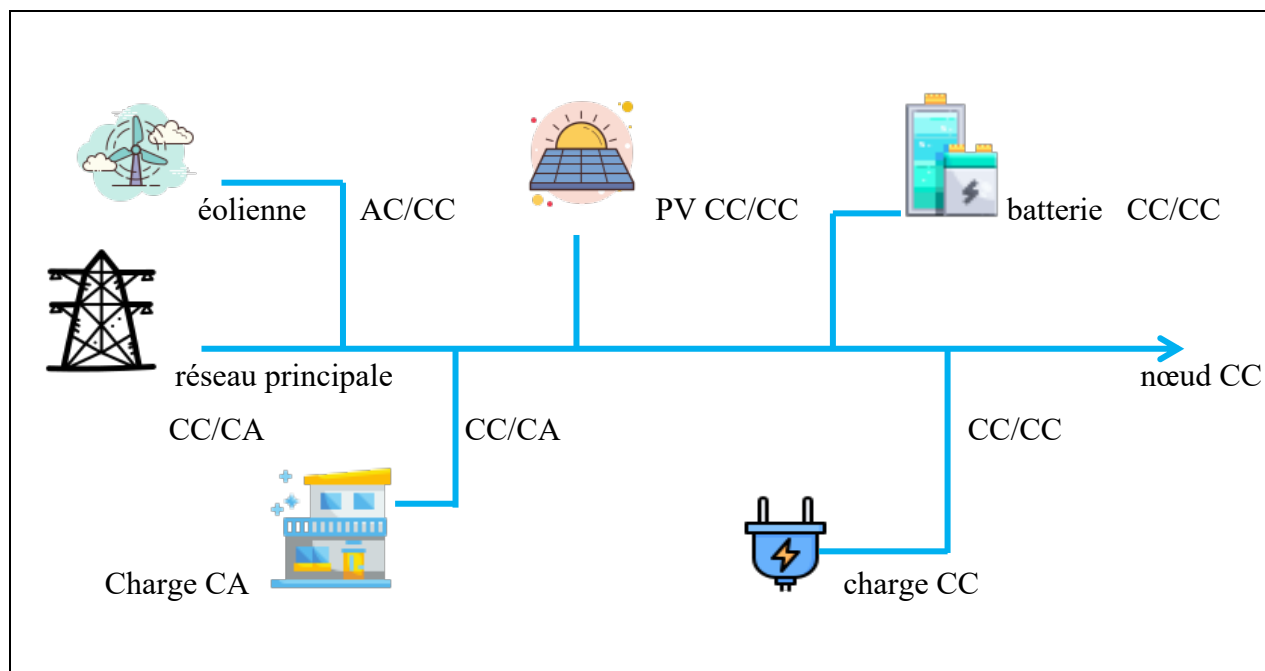 éolienne AC/CC PV CC/CC batterie CC/CC
réseau principale nœud CC
CC/CA CC/CA CC/CC
Charge CA charge CC